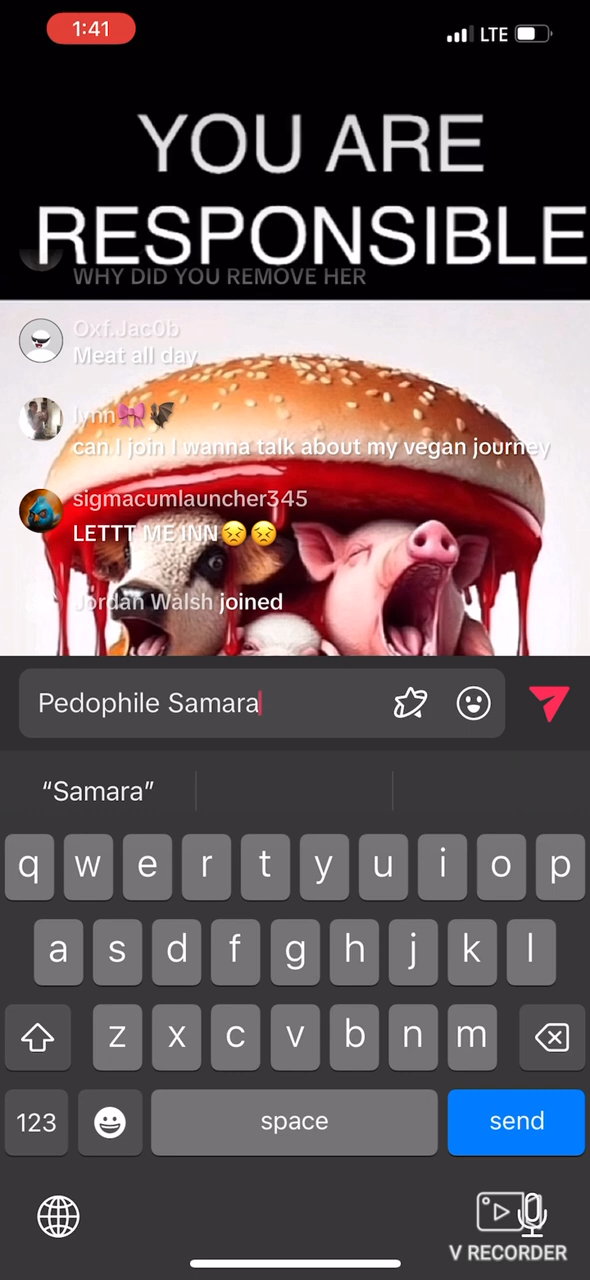 1:41
LTE
YOU ARE
RESPONSIBLE
WHY DID YOU REMOVE HER
Oxf.Jac0b
Meat all day
lynn🎀🦇
can I join I wanna talk about my vegan journey
sigmacumlauncher345
LETTT ME INN😣😣
Jordan Walsh joined
Pedophile Samara
“Samara”
q w e r t y u i o p
a s d f g h j k l
z x c v b n m
123 space send
V RECORDER